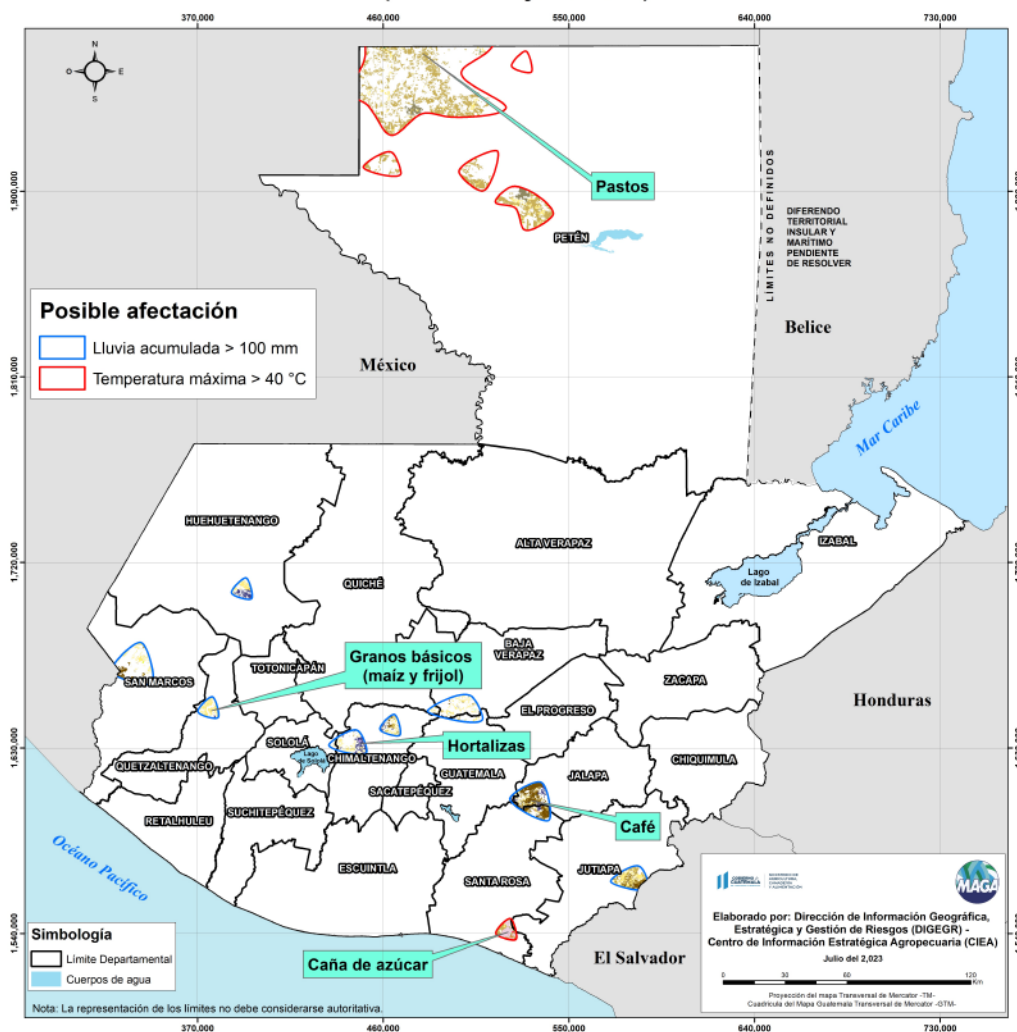 370,000
460,000
550,000
640,000
730,000
N
O
E
S
1,900,000
Pastos
PETÉN
LÍMITES NO DEFINIDOS
DIFERENDO
TERRITORIAL
INSULAR Y
MARÍTIMO
PENDIENTE
DE RESOLVER
Belice
Posible afectación
Lluvia acumulada > 100 mm
Temperatura máxima > 40 °C
México
1,810,000
Mar Caribe
HUEHUETENANGO
QUICHÉ
ALTA VERAPAZ
IZABAL
Lago
de Izabal
1,720,000
Granos básicos
(maíz y frijol)
BAJA
VERAPAZ
TOTONICAPÁN
SAN MARCOS
ZACAPA
EL PROGRESO
Honduras
Hortalizas
SOLOLÁ
CHIMALTENANGO
QUETZALTENANGO
GUATEMALA
JALAPA
CHIQUIMULA
1,630,000
SACATEPÉQUEZ
RETALHULEU
SUCHITEPÉQUEZ
Café
Océano Pacífico
ESCUINTLA
SANTA ROSA
JUTIAPA
GOBIERNO de
GUATEMALA
MINISTERIO DE
AGRICULTURA,
GANADERÍA
Y ALIMENTACIÓN
MAGA
Elaborado por: Dirección de Información Geográfica,
Estratégica y Gestión de Riesgos (DIGEGR) -
Centro de Información Estratégica Agropecuaria (CIEA)
Julio del 2,023
0 30 60 120
Km
Proyección del mapa Transversal de Mercator -TM-
Cuadrícula del Mapa Guatemala Transversal de Mercator -GTM-
1,540,000
Caña de azúcar
El Salvador
Simbología
Límite Departamental
Cuerpos de agua
Nota: La representación de los límites no debe considerarse autoritativa.
370,000
460,000
550,000
640,000
730,000